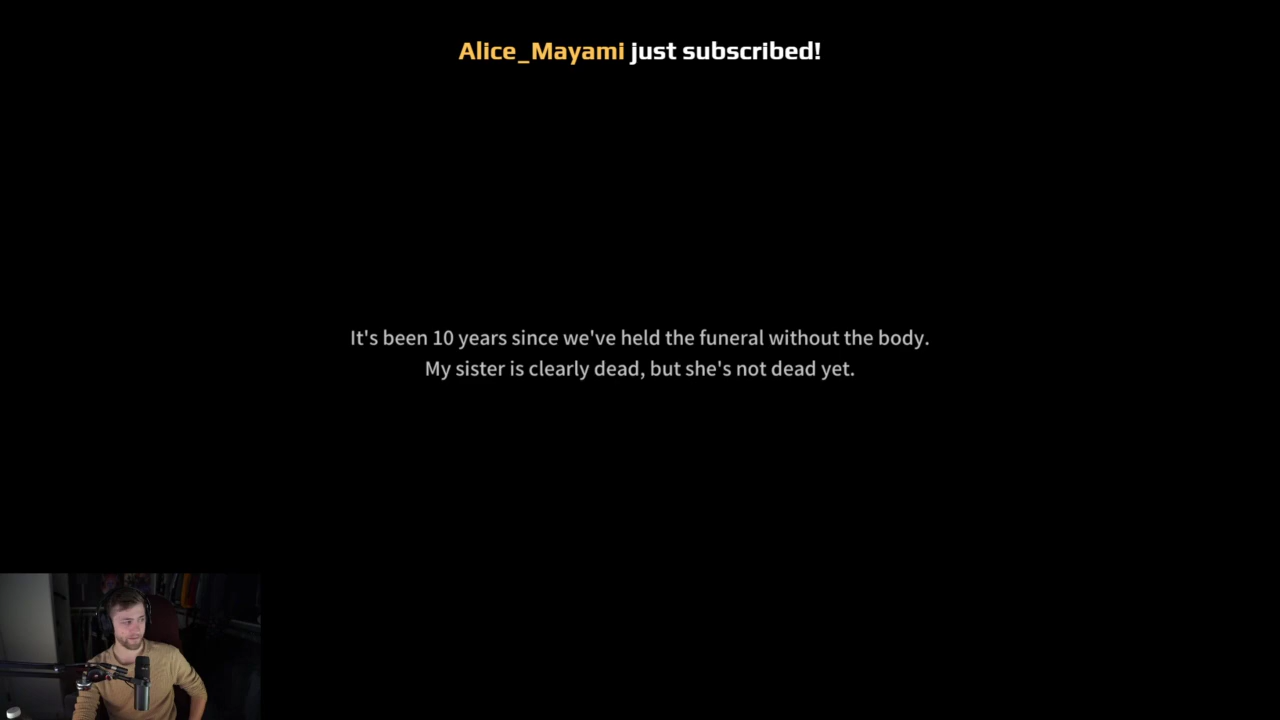 Alice_Mayami just subscribed!
It's been 10 years since we've held the funeral without the body.
My sister is clearly dead, but she's not dead yet.